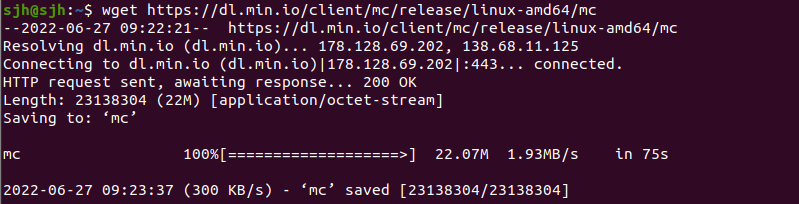 sjh@sjh:~$ wget https://dl.min.io/client/mc/release/linux-amd64/mc
--2022-06-27 09:22:21--  https://dl.min.io/client/mc/release/linux-amd64/mc
Resolving dl.min.io (dl.min.io)... 178.128.69.202, 138.68.11.125
Connecting to dl.min.io (dl.min.io)|178.128.69.202|:443... connected.
HTTP request sent, awaiting response... 200 OK
Length: 23138304 (22M) [application/octet-stream]
Saving to: ‘mc’
mc                  100%[===================>]  22.07M  1.93MB/s    in 75s
2022-06-27 09:23:37 (300 KB/s) - ‘mc’ saved [23138304/23138304]